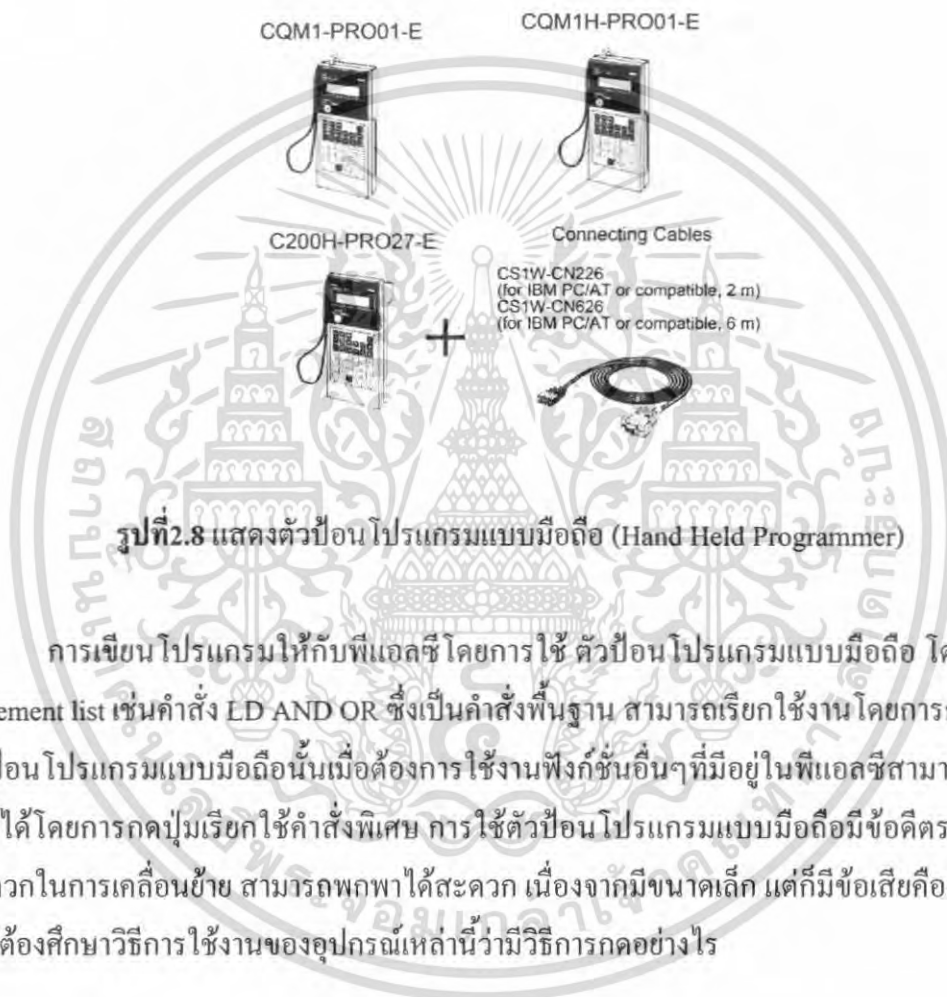 CQM1-PRO01-E CQM1H-PRO01-E
C200H-PRO27-E Connecting Cables
CS1W-CN226
(for IBM PC/AT or compatible, 2 m)
CS1W-CN626
(for IBM PC/AT or compatible, 6 m)
รูปที่2.8 แสดงตัวป้อนโปรแกรมแบบมือถือ (Hand Held Programmer)
การเขียนโปรแกรมให้กับพีแอลซีโดยการใช้ ตัวป้อนโปรแกรมแบบมือถือ โด
ement list เช่นคำสั่ง LD AND OR ซึ่งเป็นคำสั่งพื้นฐาน สามารถเรียกใช้งานโดยการ
ป้อนโปรแกรมแบบมือถือนั้นเมื่อต้องการใช้งานฟังก์ชั่นอื่นๆที่มีอยู่ในพีแอลซีสามา
ได้โดยการกดปุ่มเรียกใช้คำสั่งพิเศษ การใช้ตัวป้อนโปรแกรมแบบมือถือมีข้อดีตร
วกในการเคลื่อนย้าย สามารถพกพาได้สะดวก เนื่องจากมีขนาดเล็ก แต่ก็มีข้อเสียคือ
ต้องศึกษาวิธีการใช้งานของอุปกรณ์เหล่านี้ว่ามีวิธีการกดอย่างไร